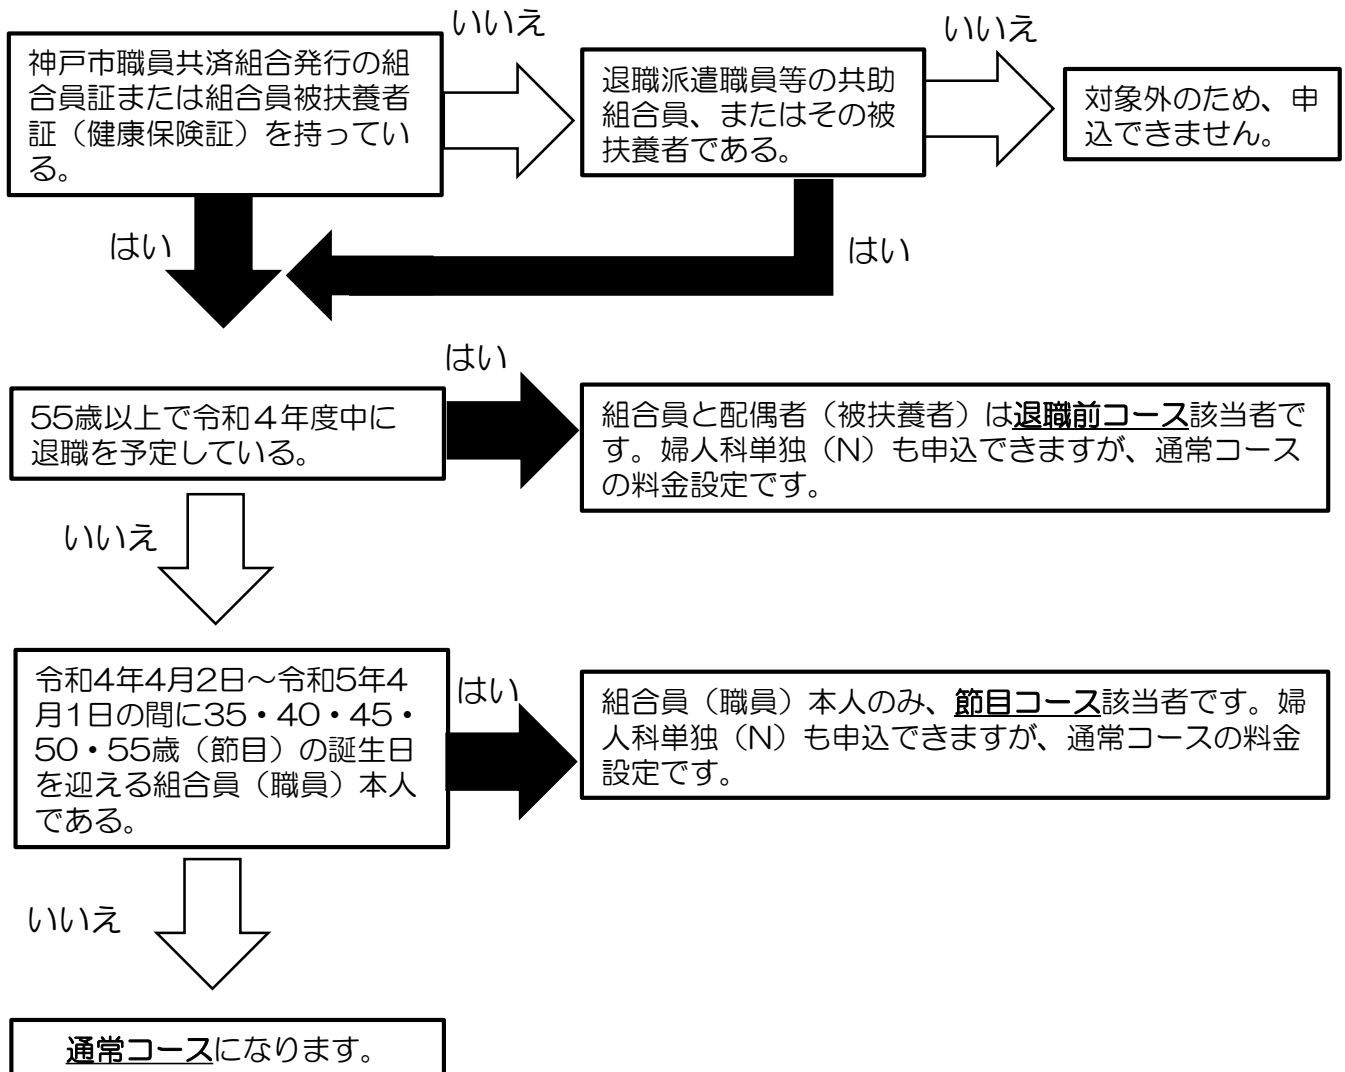 いいえ
いいえ
神戸市職員共済組合発行の組
合員証または組合員被扶養者
証（健康保険証）を持ってい
る。
退職派遣職員等の共助
組合員、またはその被
扶養者である。
対象外のため、申
込できません。
はい
はい
はい
55歳以上で令和４年度中に
退職を予定している。
組合員と配偶者（被扶養者）は退職前コース該当者で
す。婦人科単独（N）も申込できますが、通常コース
の料金設定です。
いいえ
令和4年4月2日～令和5年4
月1日の間に35・40・45・
50・55歳（節目）の誕生日
を迎える組合員（職員）本人
である。
はい
組合員（職員）本人のみ、節目コース該当者です。婦
人科単独（N）も申込できますが、通常コースの料金
設定です。
いいえ
通常コースになります。